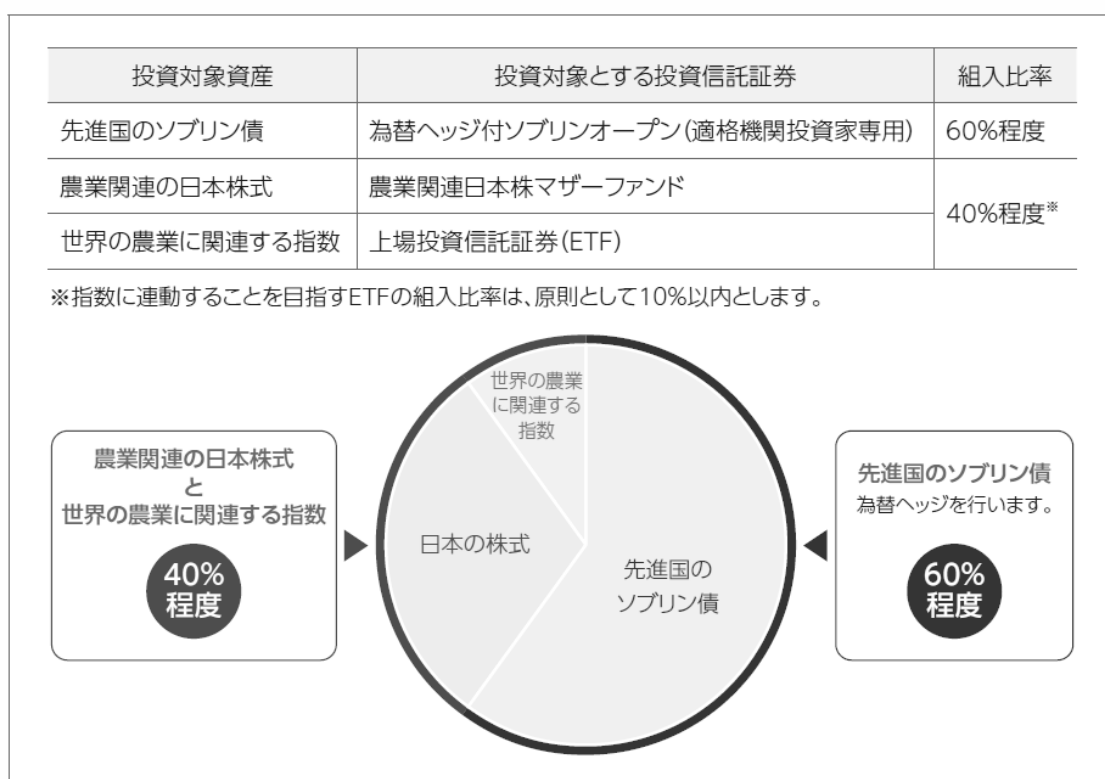 投資対象資産 投資対象とする投資信託証券 組入比率
先進国のソブリン債 為替ヘッジ付ソブリンオープン(適格機関投資家専用) 60%程度
農業関連の日本株式 農業関連日本株マザーファンド
40%程度※
世界の農業に関連する指数 上場投資信託証券(ETF)
※指数に連動することを目指すETFの組入比率は、原則として10%以内とします。
農業関連の日本株式
と
世界の農業に関連する指数
40%
程度
世界の農業
に関連する
指数
日本の株式
先進国の
ソブリン債
先進国のソブリン債
為替ヘッジを行います。
60%
程度